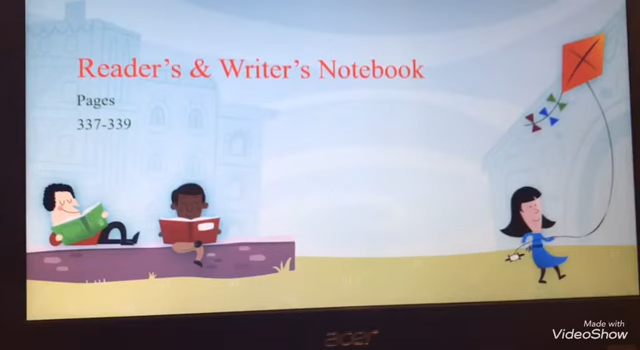 Reader's & Writer's Notebook
Pages
337-339
acer
Made with
VideoShow